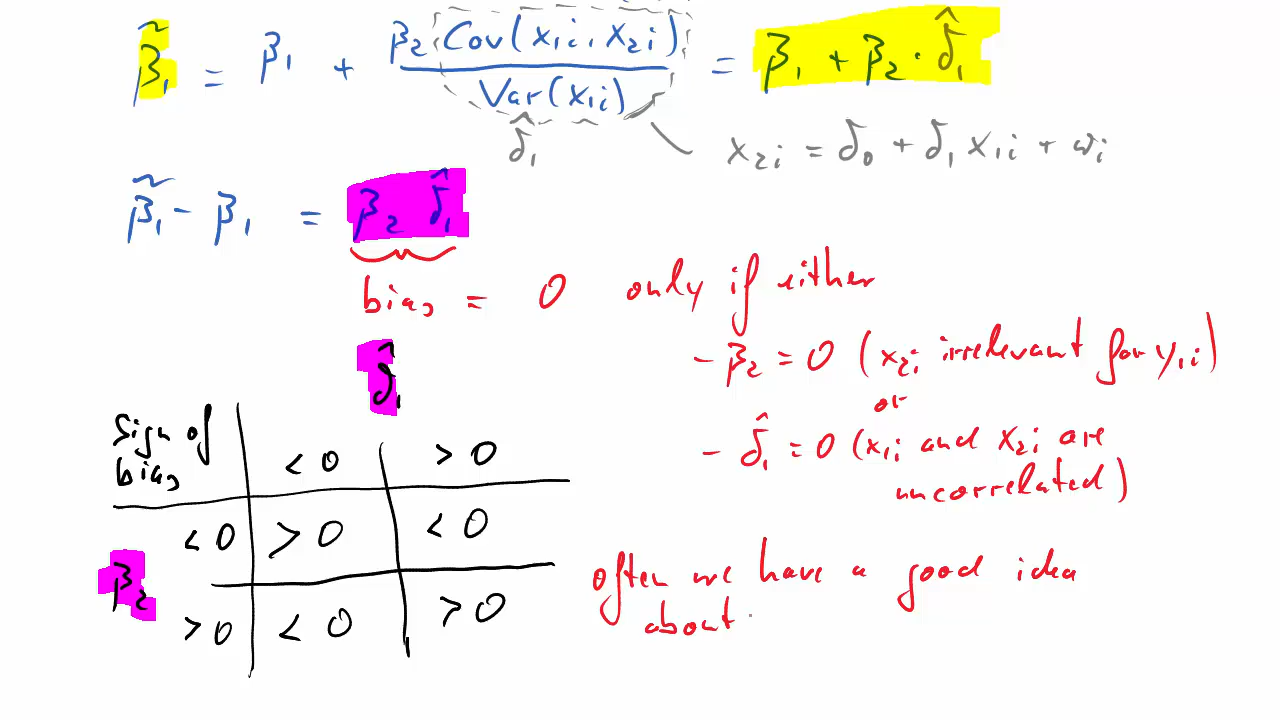 β̃₁ = β₁ + β₂ Cov(x₁ᵢ, x₂ᵢ) / Var(x₁ᵢ) = β₁ + β₂ · δ̂₁
δ̂₁
x₂ᵢ = δ₀ + δ₁ x₁ᵢ + wᵢ
β̃₁ - β₁ = β₂ δ̂₁
bias = 0 only if either
- β₂ = 0 (x₂ᵢ irrelevant for y₁ᵢ)
or
- δ̂₁ = 0 (x₁ᵢ and x₂ᵢ are
uncorrelated)
δ̂₁
Sign of
bias
< 0 > 0
β₂
< 0 > 0 < 0
> 0 < 0 > 0
often we have a good idea
about